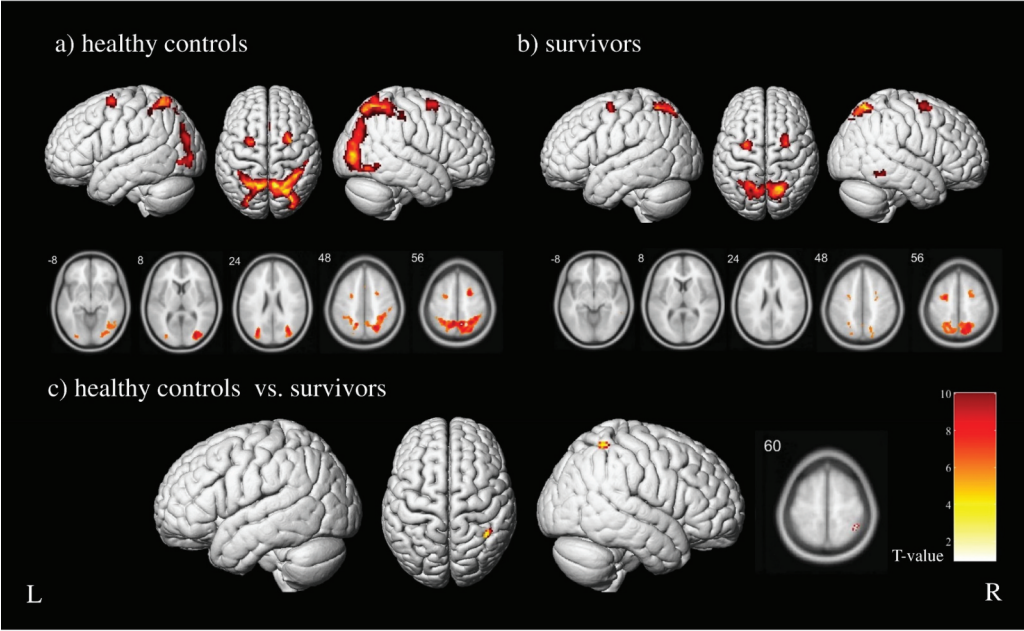 a) healthy controls
b) survivors
-8 8 24 48 56
-8 8 24 48 56
c) healthy controls vs. survivors
60
10
8
6
4
2
T-value
L
R